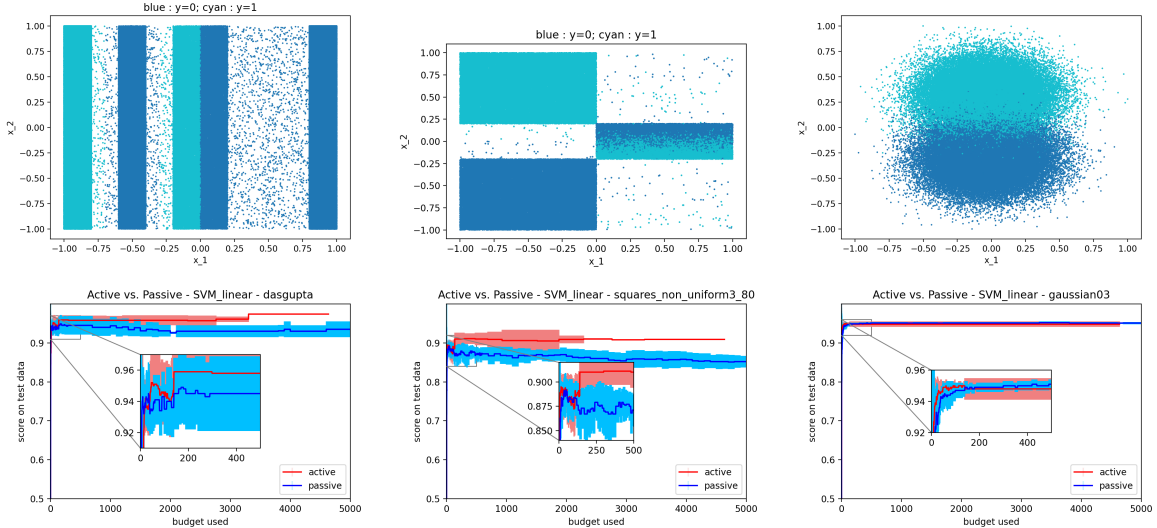 blue : y=0; cyan : y=1
1.00
0.75
0.50
0.25
0.00
−0.25
−0.50
−0.75
−1.00
x_2
−1.00 −0.75 −0.50 −0.25 0.00 0.25 0.50 0.75 1.00
x_1
blue : y=0; cyan : y=1
1.00
0.75
0.50
0.25
0.00
−0.25
−0.50
−0.75
−1.00
x_2
−1.00 −0.75 −0.50 −0.25 0.00 0.25 0.50 0.75 1.00
x_1
1.00
0.75
0.50
0.25
0.00
−0.25
−0.50
−0.75
−1.00
x_2
−1.00 −0.75 −0.50 −0.25 0.00 0.25 0.50 0.75 1.00
x_1
Active vs. Passive - SVM_linear - dasgupta
0.9
0.8
0.7
0.6
0.5
score on test data
0.96
0.94
0.92
0 200 400
active
passive
0 1000 2000 3000 4000 5000
budget used
Active vs. Passive - SVM_linear - squares_non_uniform3_80
0.9
0.8
0.7
0.6
0.5
score on test data
0.900
0.875
0.850
0 250 500
active
passive
0 1000 2000 3000 4000 5000
budget used
Active vs. Passive - SVM_linear - gaussian03
0.9
0.8
0.7
0.6
0.5
score on test data
0.96
0.94
0.92
0 200 400
active
passive
0 1000 2000 3000 4000 5000
budget used